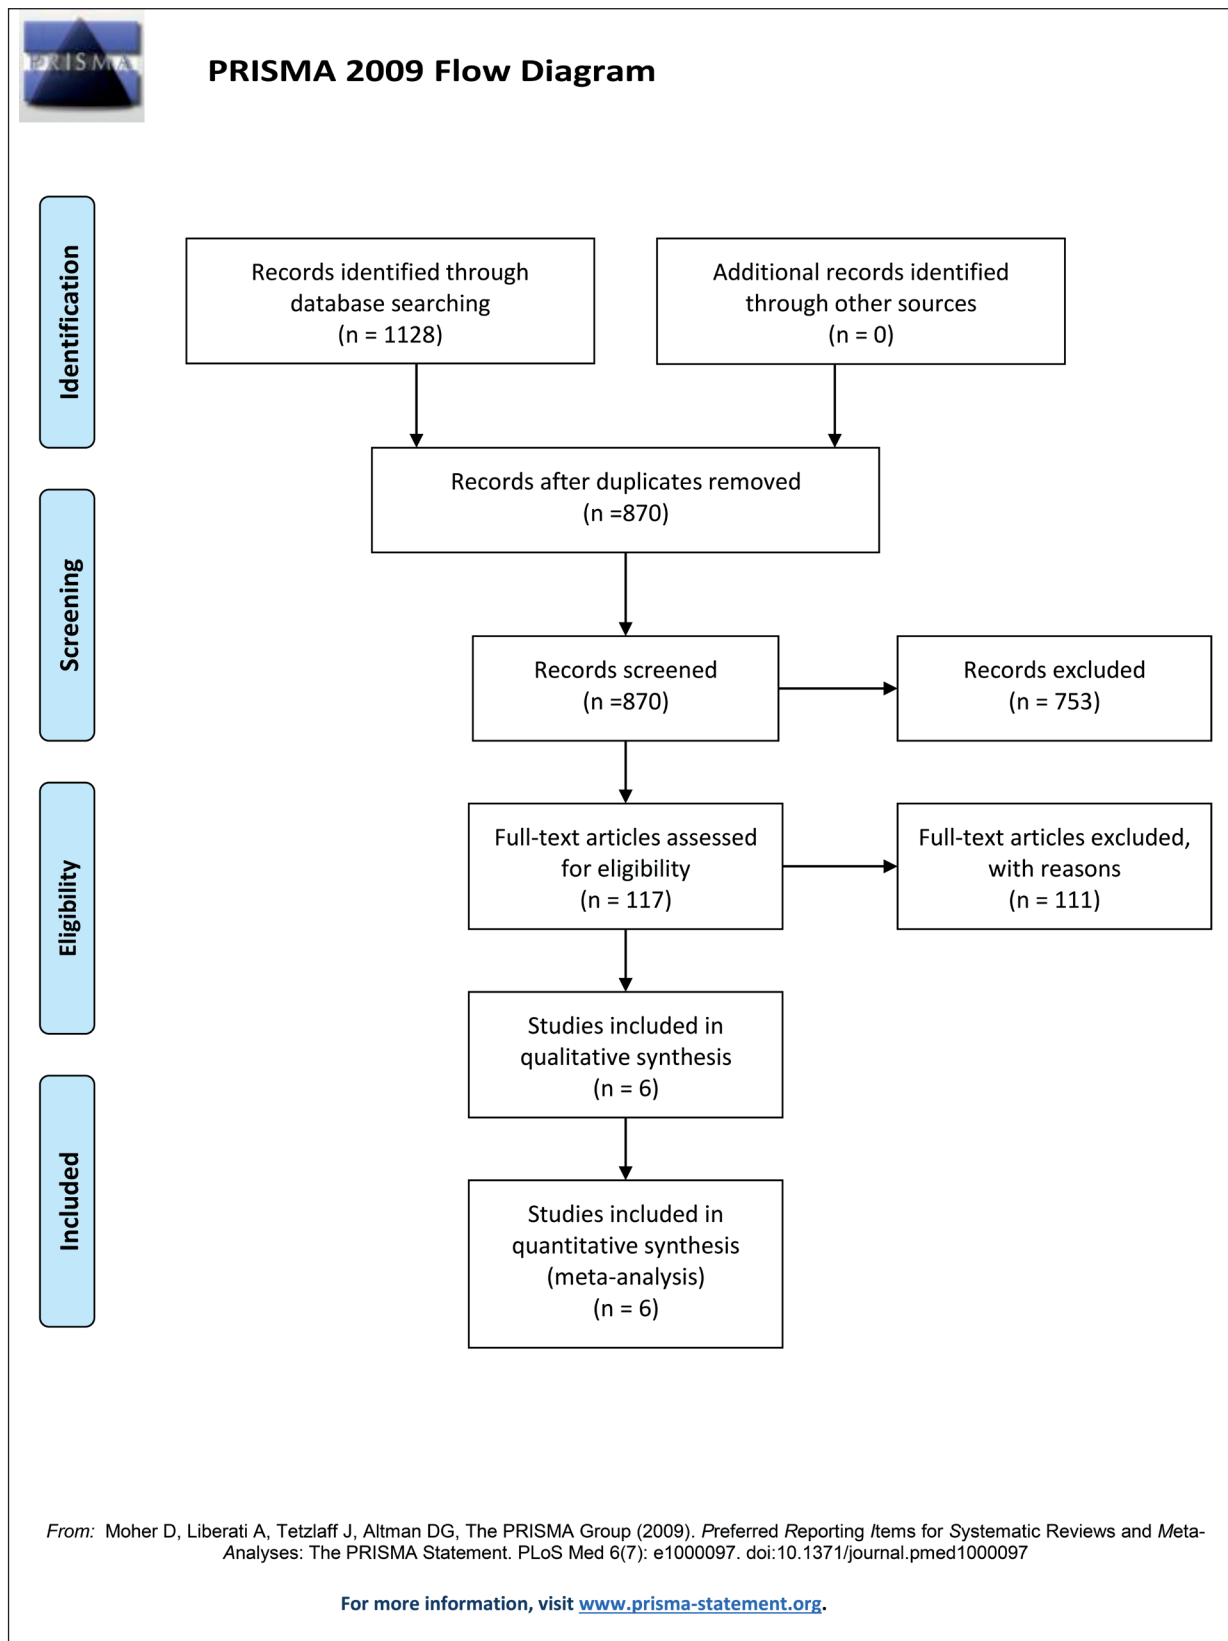 PRISMA
PRISMA 2009 Flow Diagram
Identification
Records identified through
database searching
(n = 1128)
Additional records identified
through other sources
(n = 0)
Records after duplicates removed
(n =870)
Screening
Records screened
(n =870)
Records excluded
(n = 753)
Eligibility
Full-text articles assessed
for eligibility
(n = 117)
Full-text articles excluded,
with reasons
(n = 111)
Studies included in
qualitative synthesis
(n = 6)
Included
Studies included in
quantitative synthesis
(meta-analysis)
(n = 6)
From: Moher D, Liberati A, Tetzlaff J, Altman DG, The PRISMA Group (2009). Preferred Reporting Items for Systematic Reviews and Meta-
Analyses: The PRISMA Statement. PLoS Med 6(7): e1000097. doi:10.1371/journal.pmed1000097
For more information, visit www.prisma-statement.org.